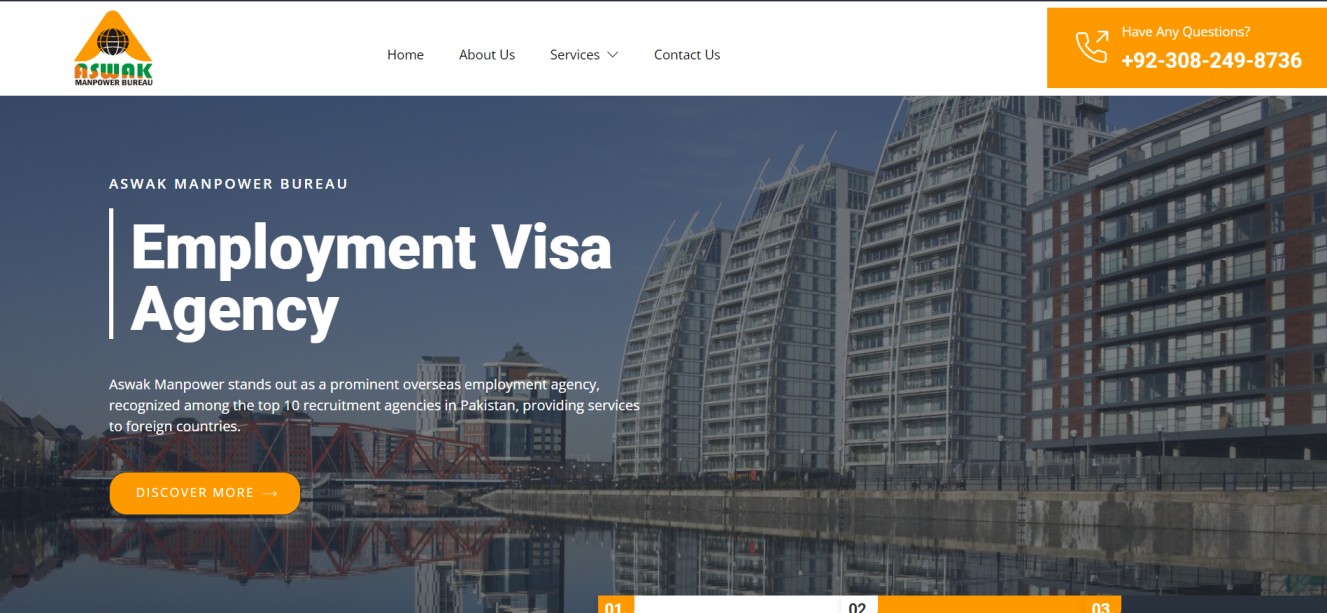 ASWAK
MANPOWER BUREAU
Home
About Us
Services
Contact Us
Have Any Questions?
+92-308-249-8736
ASWAK MANPOWER BUREAU
Employment Visa
Agency
Aswak Manpower stands out as a prominent overseas employment agency,
recognized among the top 10 recruitment agencies in Pakistan, providing services
to foreign countries.
DISCOVER MORE →
01
02
03